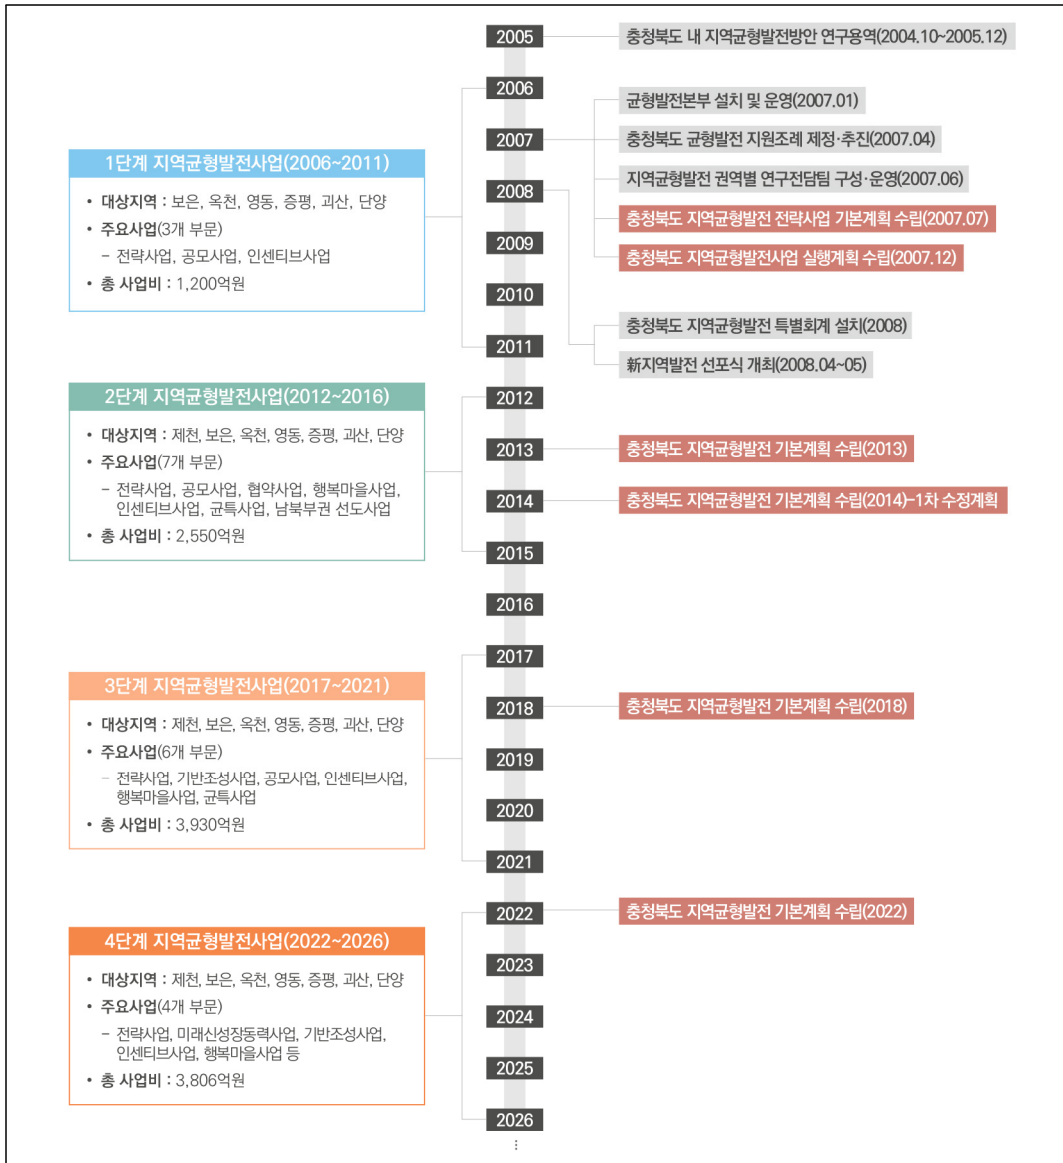 2005
충청북도 내 지역균형발전방안 연구용역(2004.10~2005.12)
2006
균형발전본부 설치 및 운영(2007.01)
2007
충청북도 균형발전 지원조례 제정·추진(2007.04)
1단계 지역균형발전사업(2006~2011)
지역균형발전 권역별 연구전담팀 구성·운영(2007.06)
2008
• 대상지역 : 보은, 옥천, 영동, 증평, 괴산, 단양
충청북도 지역균형발전 전략사업 기본계획 수립(2007.07)
• 주요사업(3개 부문)
2009
– 전략사업, 공모사업, 인센티브사업
충청북도 지역균형발전사업 실행계획 수립(2007.12)
• 총 사업비 : 1,200억원
2010
충청북도 지역균형발전 특별회계 설치(2008)
2011
新지역발전 선포식 개최(2008.04~05)
2단계 지역균형발전사업(2012~2016)
2012
• 대상지역 : 제천, 보은, 옥천, 영동, 증평, 괴산, 단양
2013
충청북도 지역균형발전 기본계획 수립(2013)
• 주요사업(7개 부문)
– 전략사업, 공모사업, 협약사업, 행복마을사업,
인센티브사업, 균특사업, 남북부권 선도사업
2014
충청북도 지역균형발전 기본계획 수립(2014)-1차 수정계획
• 총 사업비 : 2,550억원
2015
2016
2017
3단계 지역균형발전사업(2017~2021)
2018
충청북도 지역균형발전 기본계획 수립(2018)
• 대상지역 : 제천, 보은, 옥천, 영동, 증평, 괴산, 단양
• 주요사업(6개 부문)
2019
– 전략사업, 기반조성사업, 공모사업, 인센티브사업,
행복마을사업, 균특사업
2020
• 총 사업비 : 3,930억원
2021
2022
충청북도 지역균형발전 기본계획 수립(2022)
4단계 지역균형발전사업(2022~2026)
2023
• 대상지역 : 제천, 보은, 옥천, 영동, 증평, 괴산, 단양
• 주요사업(4개 부문)
2024
– 전략사업, 미래신성장동력사업, 기반조성사업,
인센티브사업, 행복마을사업 등
2025
• 총 사업비 : 3,806억원
2026
⋮